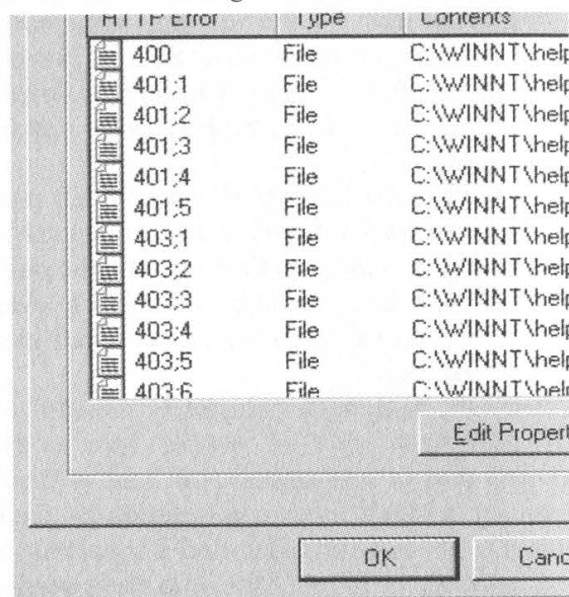 HTTP Error Type Contents
400 File C:\WINNT\help
401;1 File C:\WINNT\help
401;2 File C:\WINNT\help
401;3 File C:\WINNT\help
401;4 File C:\WINNT\help
401;5 File C:\WINNT\help
403;1 File C:\WINNT\help
403;2 File C:\WINNT\help
403;3 File C:\WINNT\help
403;4 File C:\WINNT\help
403;5 File C:\WINNT\help
403;6 File C:\WINNT\help
Edit Propert
OK Canc